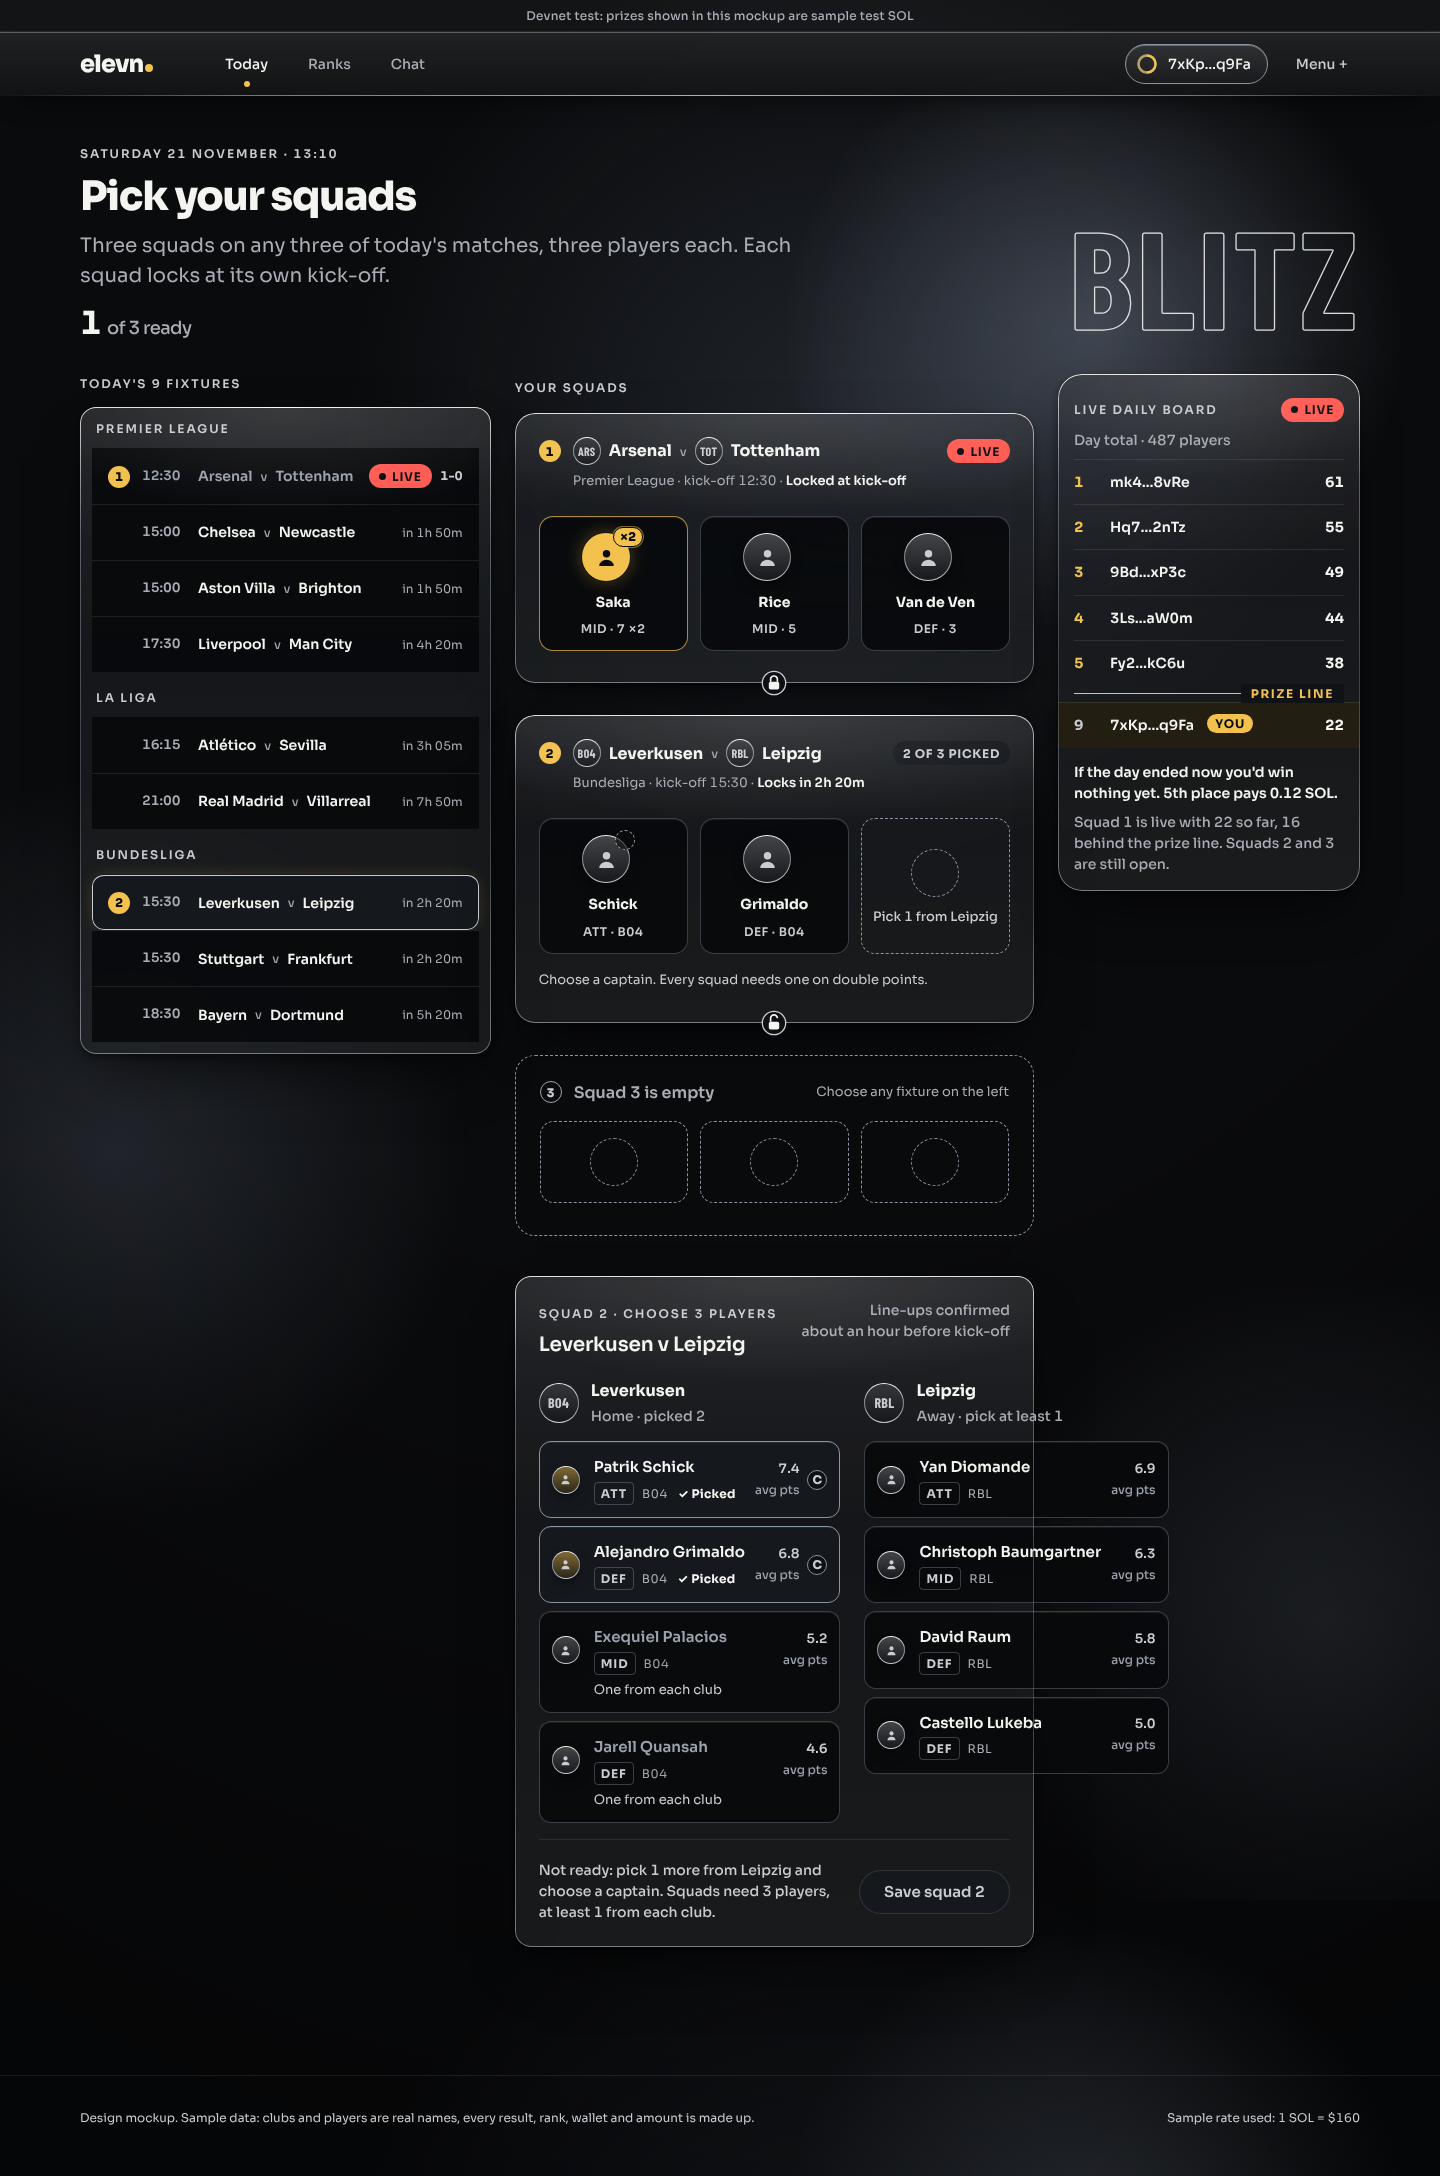 Devnet test: prizes shown in this mockup are sample test SOL
elevn.
Today
Ranks
Chat
7xKp...q9Fa
Menu +
SATURDAY 21 NOVEMBER · 13:10
Pick your squads
Three squads on any three of today's matches, three players each. Each
squad locks at its own kick-off.
1 of 3 ready
BLITZ
TODAY'S 9 FIXTURES
PREMIER LEAGUE
1 12:30 Arsenal v Tottenham LIVE 1-0
15:00 Chelsea v Newcastle in 1h 50m
15:00 Aston Villa v Brighton in 1h 50m
17:30 Liverpool v Man City in 4h 20m
LA LIGA
16:15 Atlético v Sevilla in 3h 05m
21:00 Real Madrid v Villarreal in 7h 50m
BUNDESLIGA
2 15:30 Leverkusen v Leipzig in 2h 20m
15:30 Stuttgart v Frankfurt in 2h 20m
18:30 Bayern v Dortmund in 5h 20m
YOUR SQUADS
1 ARS Arsenal v TOT Tottenham LIVE
Premier League · kick-off 12:30 · Locked at kick-off
×2
Saka
MID · 7 ×2
Rice
MID · 5
Van de Ven
DEF · 3
2 B04 Leverkusen v RBL Leipzig 2 OF 3 PICKED
Bundesliga · kick-off 15:30 · Locks in 2h 20m
Schick
ATT · B04
Grimaldo
DEF · B04
Pick 1 from Leipzig
Choose a captain. Every squad needs one on double points.
3 Squad 3 is empty Choose any fixture on the left
LIVE DAILY BOARD LIVE
Day total · 487 players
1 mk4...8vRe 61
2 Hq7...2nTz 55
3 9Bd...xP3c 49
4 3Ls...aW0m 44
5 Fy2...kC6u 38
PRIZE LINE
9 7xKp...q9Fa YOU 22
If the day ended now you'd win
nothing yet. 5th place pays 0.12 SOL.
Squad 1 is live with 22 so far, 16
behind the prize line. Squads 2 and 3
are still open.
SQUAD 2 · CHOOSE 3 PLAYERS
Leverkusen v Leipzig
Line-ups confirmed
about an hour before kick-off
B04 Leverkusen
Home · picked 2
Patrik Schick 7.4
ATT B04 ✓ Picked avg pts C
Alejandro Grimaldo 6.8
DEF B04 ✓ Picked avg pts C
Exequiel Palacios 5.2
MID B04 avg pts
One from each club
Jarell Quansah 4.6
DEF B04 avg pts
One from each club
RBL Leipzig
Away · pick at least 1
Yan Diomande 6.9
ATT RBL avg pts
Christoph Baumgartner 6.3
MID RBL avg pts
David Raum 5.8
DEF RBL avg pts
Castello Lukeba 5.0
DEF RBL avg pts
Not ready: pick 1 more from Leipzig and
choose a captain. Squads need 3 players,
at least 1 from each club.
Save squad 2
Design mockup. Sample data: clubs and players are real names, every result, rank, wallet and amount is made up.
Sample rate used: 1 SOL = $160